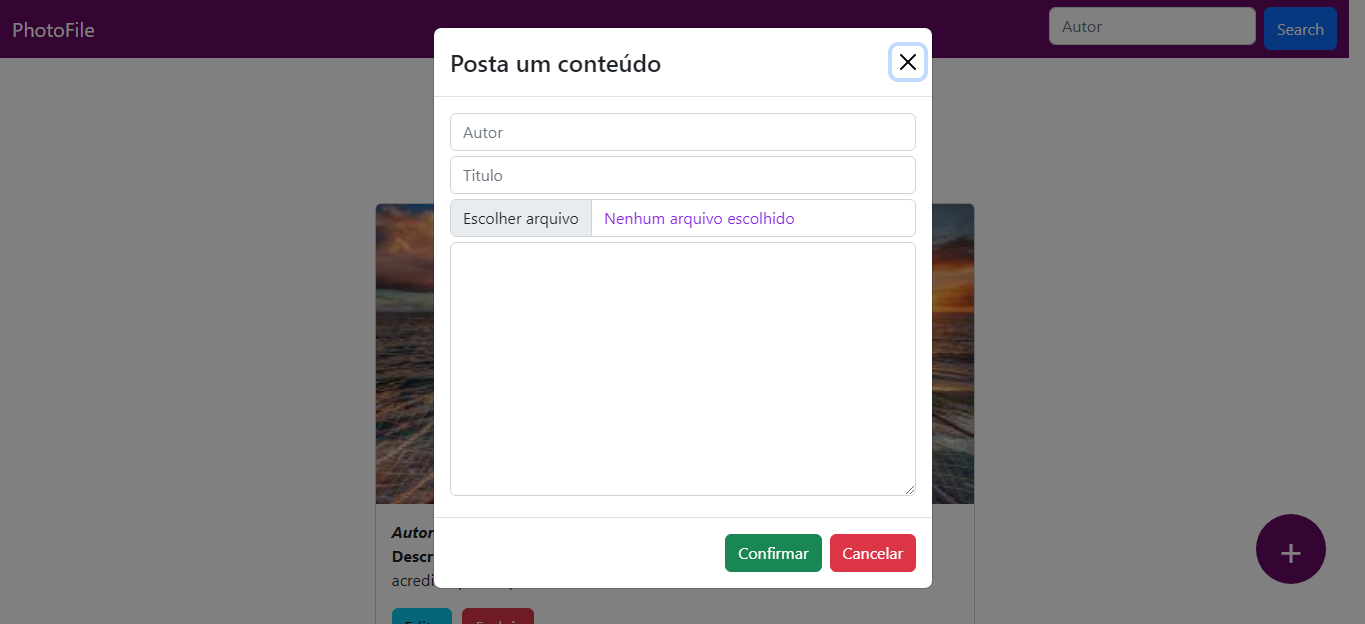 PhotoFile
Autor
Search
Posta um conteúdo
Autor
Titulo
Escolher arquivo Nenhum arquivo escolhido
Confirmar Cancelar
Autor
Descr
acredi
+